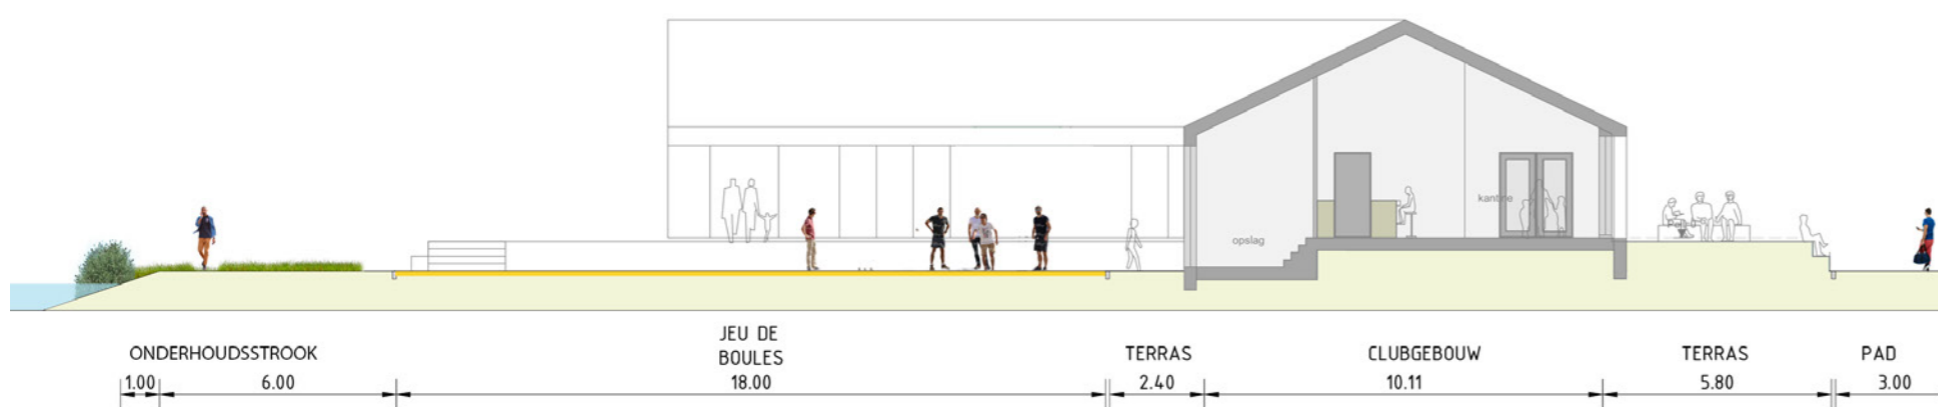 kantine
opslag
JEU DE
BOULES
ONDERHOUDSSTROOK
TERRAS
CLUBGEBOUW
TERRAS
PAD
1.00
6.00
18.00
2.40
10.11
5.80
3.00